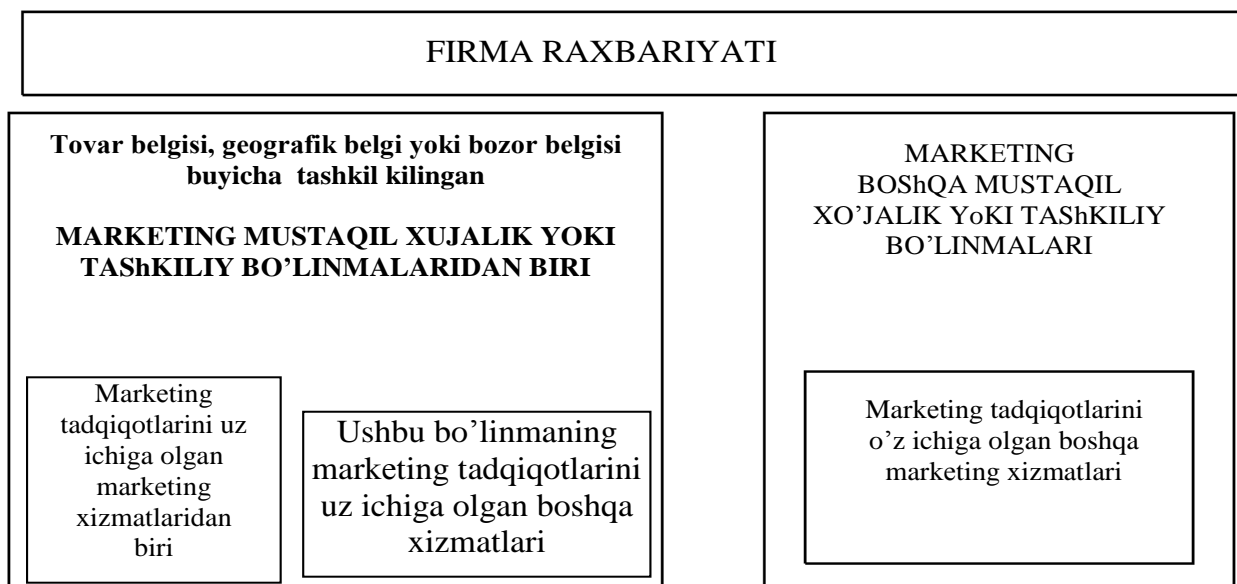 FIRMA RAXBARIYATI
Tovar belgisi, geografik belgi yoki bozor belgisi
buyicha tashkil kilingan
MARKETING MUSTAQIL XUJALIK YOKI
TAShKILIY BO’LINMALARIDAN BIRI
Marketing
tadqiqotlarini uz
ichiga olgan
marketing
xizmatlaridan
biri
Ushbu bo’linmaning
marketing tadqiqotlarini
uz ichiga olgan boshqa
xizmatlari
MARKETING
BOShQA MUSTAQIL
XO’JALIK YoKI TAShKILIY
BO’LINMALARI
Marketing tadqiqotlarini
o’z ichiga olgan boshqa
marketing xizmatlari